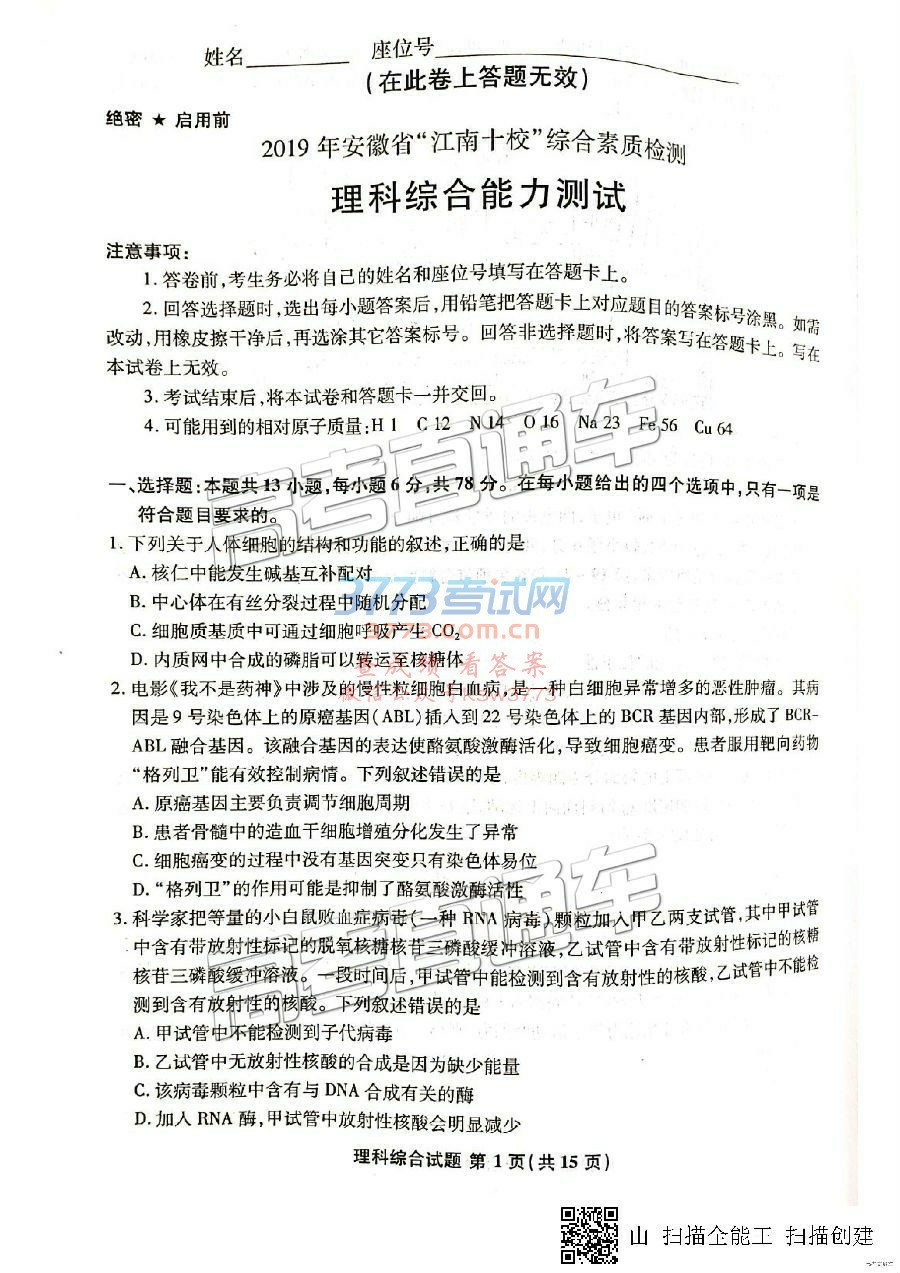 姓名 座位号
(在此卷上答题无效)
绝密 ★ 启用前
2019 年安徽省“江南十校”综合素质检测
理科综合能力测试
注意事项:
1. 答卷前,考生务必将自己的姓名和座位号填写在答题卡上。
2. 回答选择题时,选出每小题答案后,用铅笔把答题卡上对应题目的答案标号涂黑。如需
改动,用橡皮擦干净后,再选涂其它答案标号。回答非选择题时,将答案写在答题卡上。写在
本试卷上无效。
3. 考试结束后,将本试卷和答题卡一并交回。
4. 可能用到的相对原子质量:H 1 C 12 N 14 O 16 Na 23 Fe 56 Cu 64
高考直通车
一、选择题:本题共 13 小题,每小题 6 分,共 78 分。在每小题给出的四个选项中,只有一项是
符合题目要求的。
1. 下列关于人体细胞的结构和功能的叙述,正确的是
A. 核仁中能发生碱基互补配对
B. 中心体在有丝分裂过程中随机分配
C. 细胞质基质中可通过细胞呼吸产生 CO₂
D. 内质网中合成的磷脂可以转运至核糖体
3773考试网
3773.com.cn
查成绩 看答案
微信公众号KSW3773
2. 电影《我不是药神》中涉及的慢性粒细胞白血病,是一种白细胞异常增多的恶性肿瘤。其病
因是 9 号染色体上的原癌基因(ABL)插入到 22 号染色体上的 BCR 基因内部,形成了 BCR-
ABL 融合基因。该融合基因的表达使酪氨酸激酶活化,导致细胞癌变。患者服用靶向药物
“格列卫”能有效控制病情。下列叙述错误的是
A. 原癌基因主要负责调节细胞周期
B. 患者骨髓中的造血干细胞增殖分化发生了异常
C. 细胞癌变的过程中没有基因突变只有染色体易位
D. “格列卫”的作用可能是抑制了酪氨酸激酶活性
高考直通车
3. 科学家把等量的小白鼠败血症病毒(一种 RNA 病毒)颗粒加入甲乙两支试管,其中甲试管
中含有带放射性标记的脱氧核糖核苷三磷酸缓冲溶液,乙试管中含有带放射性标记的核糖
核苷三磷酸缓冲溶液。一段时间后,甲试管中能检测到含有放射性的核酸,乙试管中不能检
测到含有放射性的核酸。下列叙述错误的是
A. 甲试管中不能检测到子代病毒
B. 乙试管中无放射性核酸的合成是因为缺少能量
C. 该病毒颗粒中含有与 DNA 合成有关的酶
D. 加入 RNA 酶,甲试管中放射性核酸会明显减少
理科综合试题 第 1 页(共 15 页)
山 扫描全能工 扫描创建